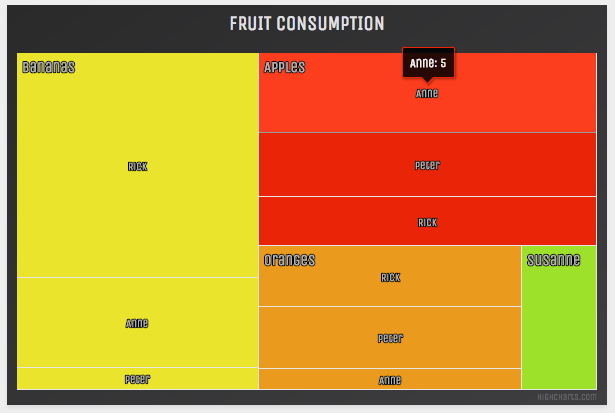 FRUIT CONSUMPTION
Bananas
Rick
Anne
Peter
Apples
Anne: 5
Anne
Peter
Rick
Oranges
Rick
Peter
Anne
Susanne
Highcharts.com